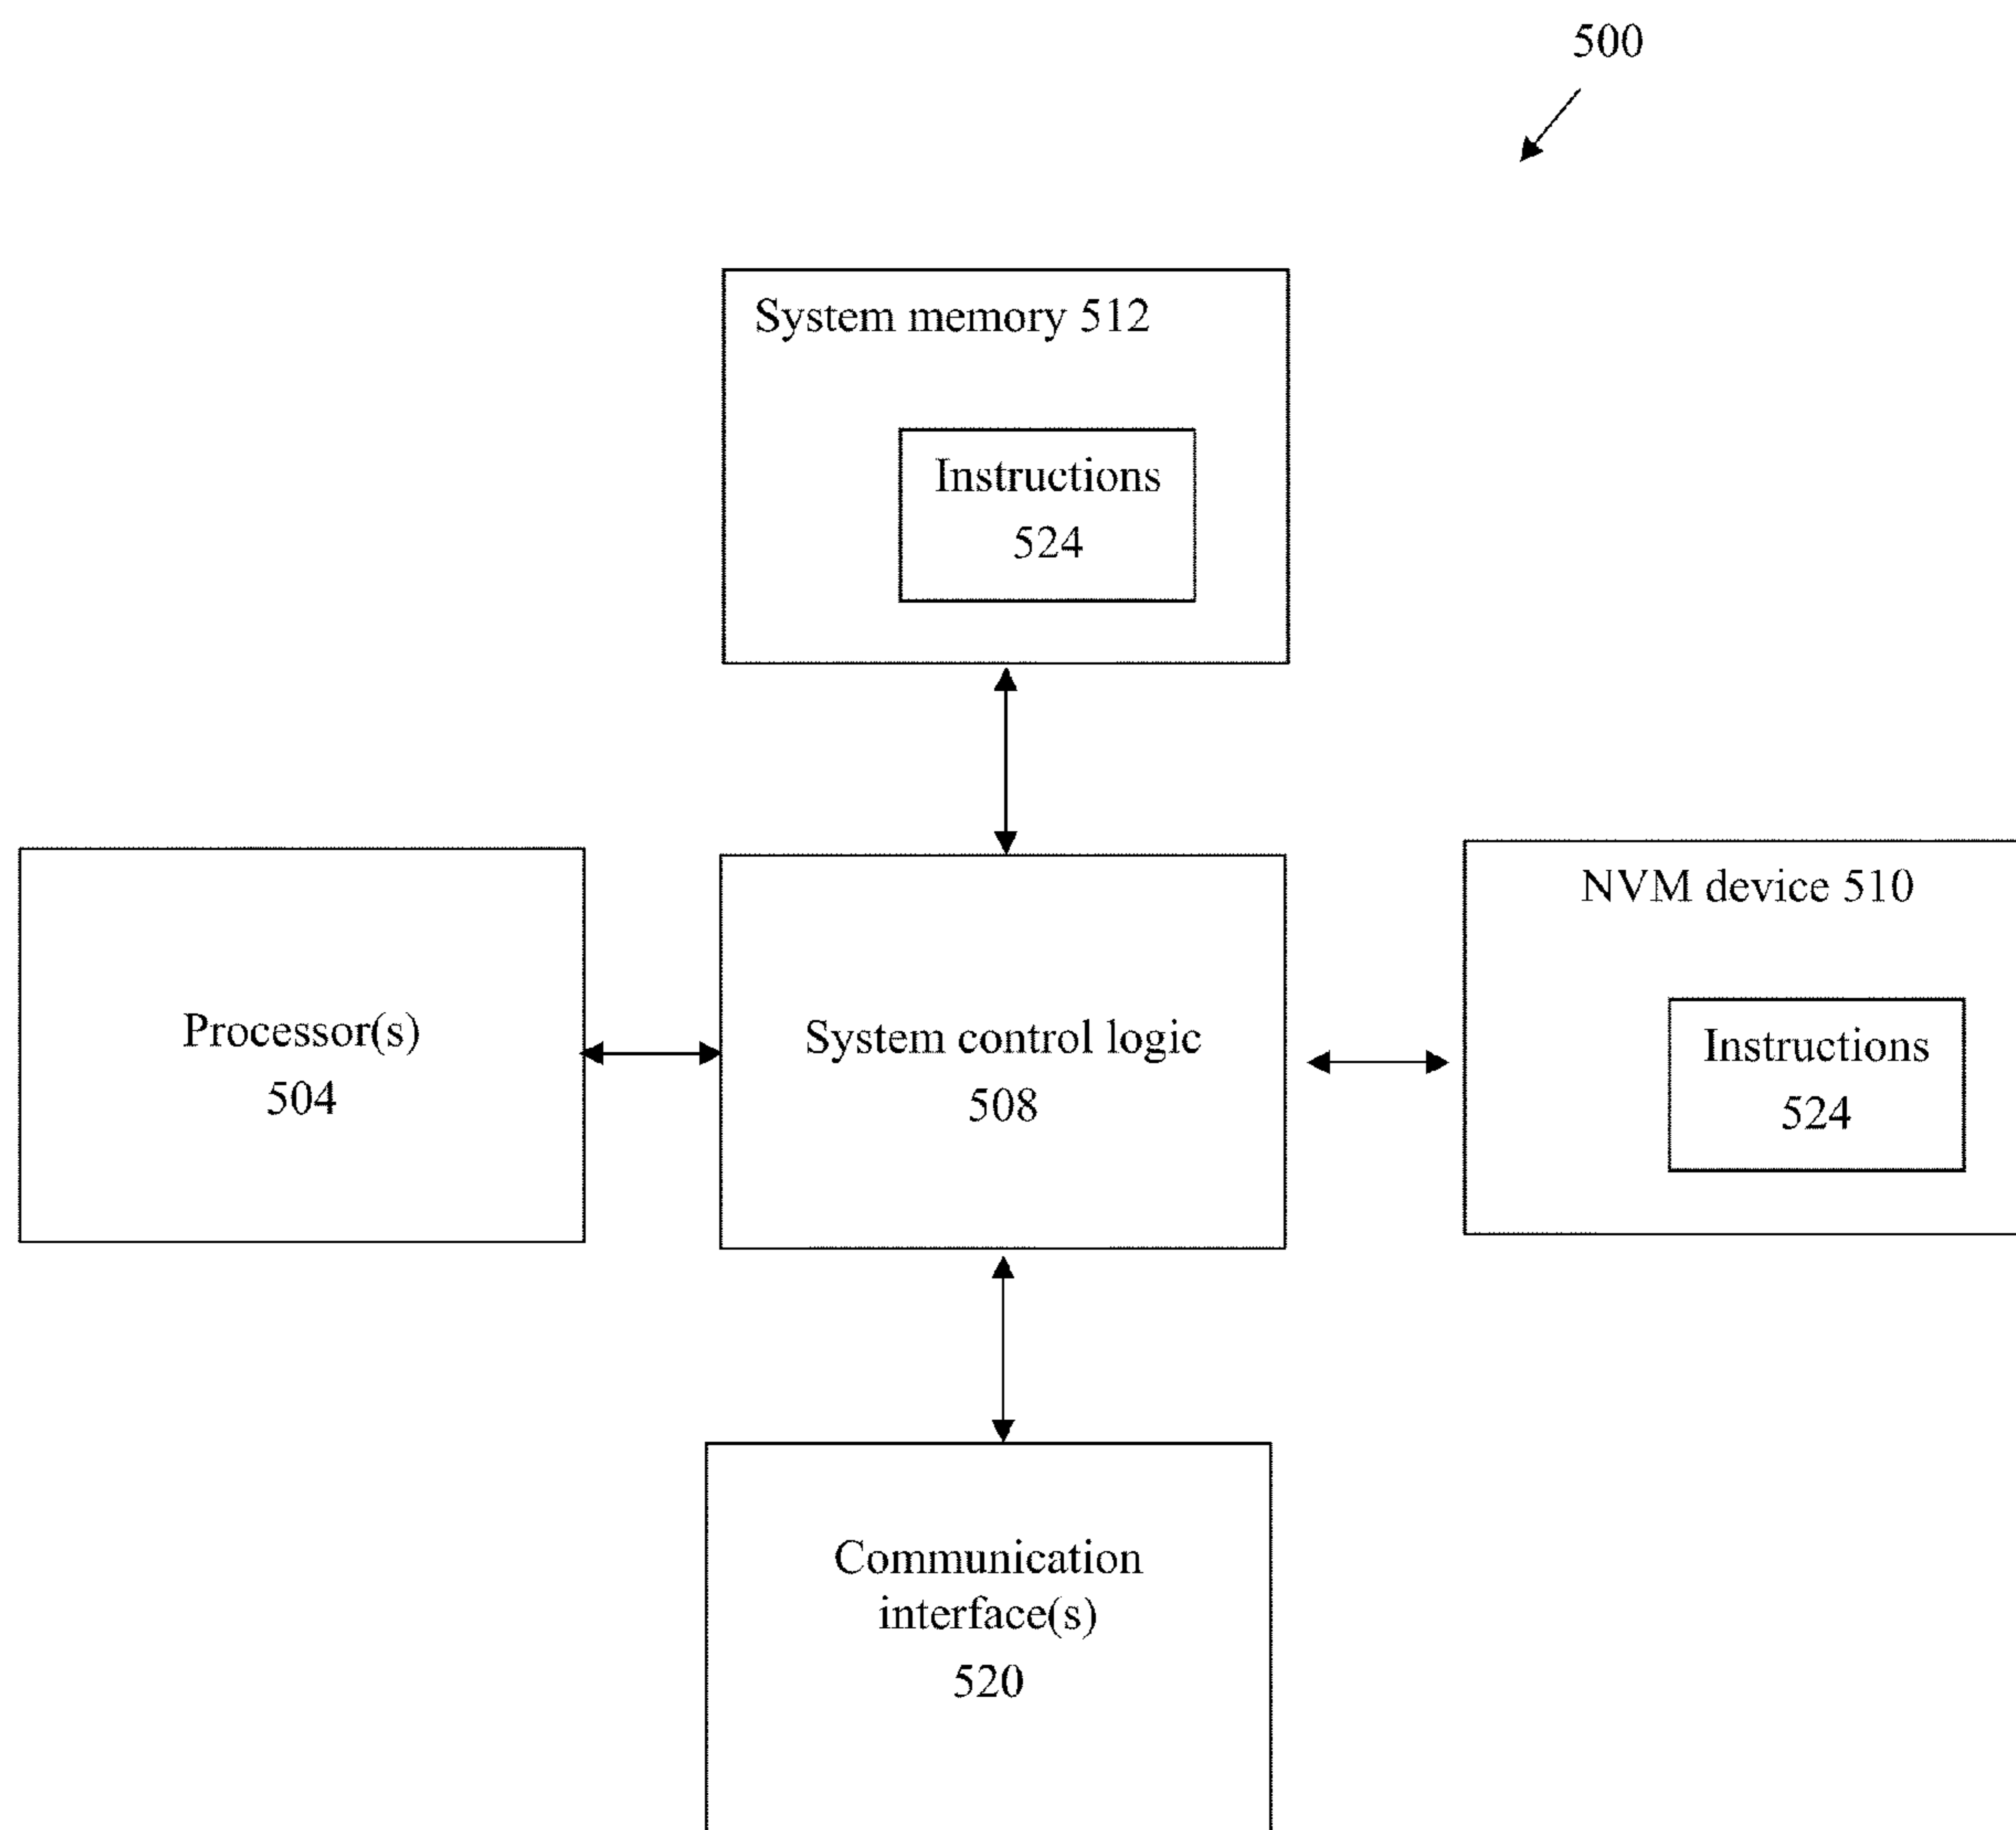 500
System memory 512
Instructions
524
Processor(s)
504
System control logic
508
NVM device 510
Instructions
524
Communication
interface(s)
520